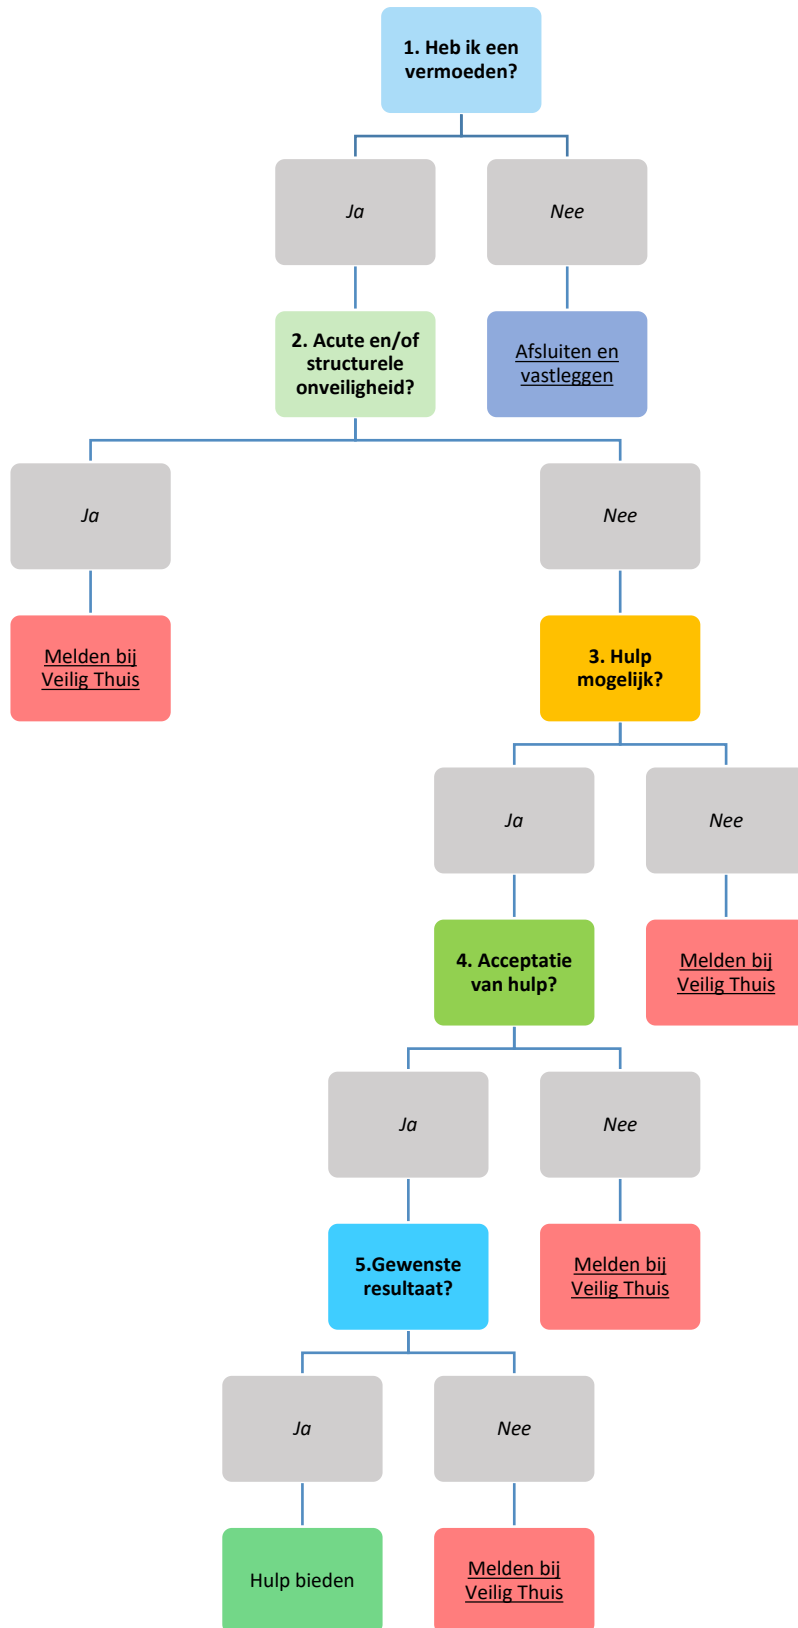 1. Heb ik een
vermoeden?
Ja
Nee
2. Acute en/of
structurele
onveiligheid?
Afsluiten en
vastleggen
Ja
Nee
Melden bij
Veilig Thuis
3. Hulp
mogelijk?
Ja
Nee
4. Acceptatie
van hulp?
Melden bij
Veilig Thuis
Ja
Nee
5.Gewenste
resultaat?
Melden bij
Veilig Thuis
Ja
Nee
Hulp bieden
Melden bij
Veilig Thuis